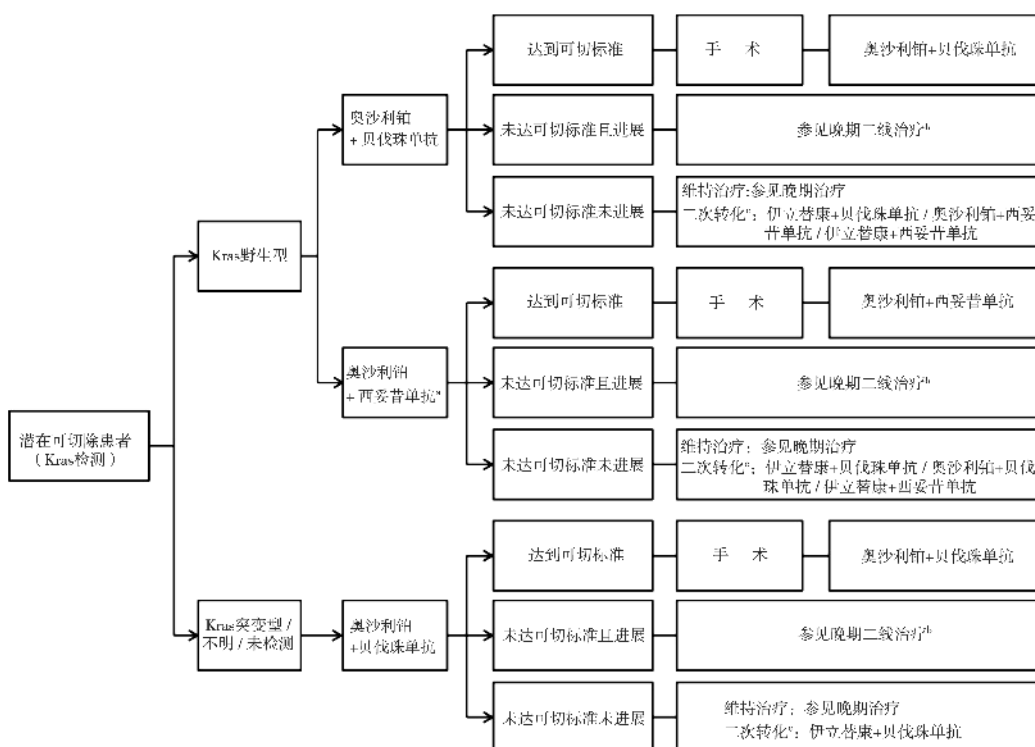 潜在可切除患者
（Kras检测）
Kras野生型
奥沙利铂
+贝伐珠单抗
达到可切标准
手 术
奥沙利铂+贝伐珠单抗
未达可切标准且进展
参见晚期二线治疗ᵇ
未达可切标准未进展
维持治疗:参见晚期治疗
二次转化ᶜ：伊立替康+贝伐珠单抗/奥沙利铂+西妥
昔单抗/伊立替康+西妥昔单抗
奥沙利铂
+西妥昔单抗ᵃ
达到可切标准
手 术
奥沙利铂+西妥昔单抗
未达可切标准且进展
参见晚期二线治疗ᵇ
未达可切标准未进展
维持治疗：参见晚期治疗
二次转化ᶜ：伊立替康+贝伐珠单抗/奥沙利铂+贝伐
珠单抗/伊立替康+西妥昔单抗
Kras突变型/
不明/未检测
奥沙利铂
+贝伐珠单抗
达到可切标准
手 术
奥沙利铂+贝伐珠单抗
未达可切标准且进展
参见晚期二线治疗ᵇ
未达可切标准未进展
维持治疗：参见晚期治疗
二次转化ᶜ：伊立替康+贝伐珠单抗